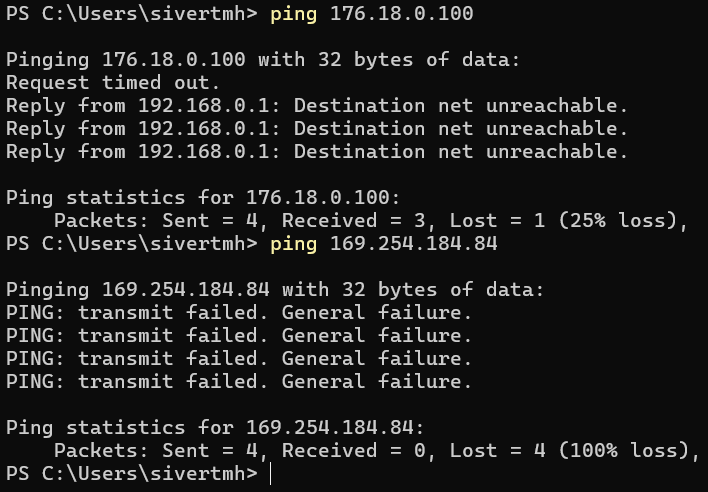 PS C:\Users\sivertmh> ping 176.18.0.100
Pinging 176.18.0.100 with 32 bytes of data:
Request timed out.
Reply from 192.168.0.1: Destination net unreachable.
Reply from 192.168.0.1: Destination net unreachable.
Reply from 192.168.0.1: Destination net unreachable.
Ping statistics for 176.18.0.100:
    Packets: Sent = 4, Received = 3, Lost = 1 (25% loss),
PS C:\Users\sivertmh> ping 169.254.184.84
Pinging 169.254.184.84 with 32 bytes of data:
PING: transmit failed. General failure.
PING: transmit failed. General failure.
PING: transmit failed. General failure.
PING: transmit failed. General failure.
Ping statistics for 169.254.184.84:
    Packets: Sent = 4, Received = 0, Lost = 4 (100% loss),
PS C:\Users\sivertmh>